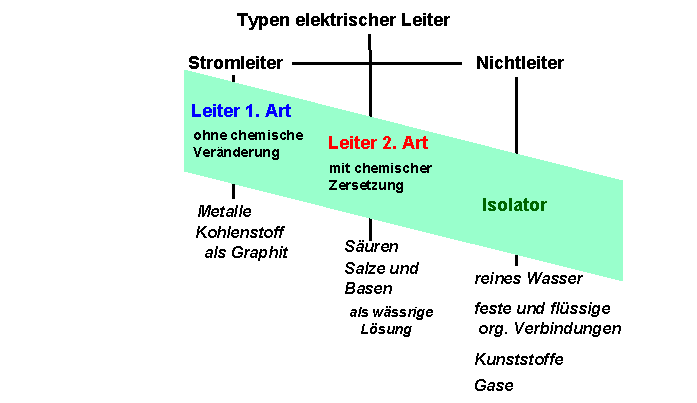 Typen elektrischer Leiter
Stromleiter
Nichtleiter
Leiter 1. Art
ohne chemische
Veränderung
Leiter 2. Art
mit chemischer
Zersetzung
Isolator
Metalle
Kohlenstoff
als Graphit
Säuren
Salze und
Basen
als wässrige
Lösung
reines Wasser
feste und flüssige
org. Verbindungen
Kunststoffe
Gase